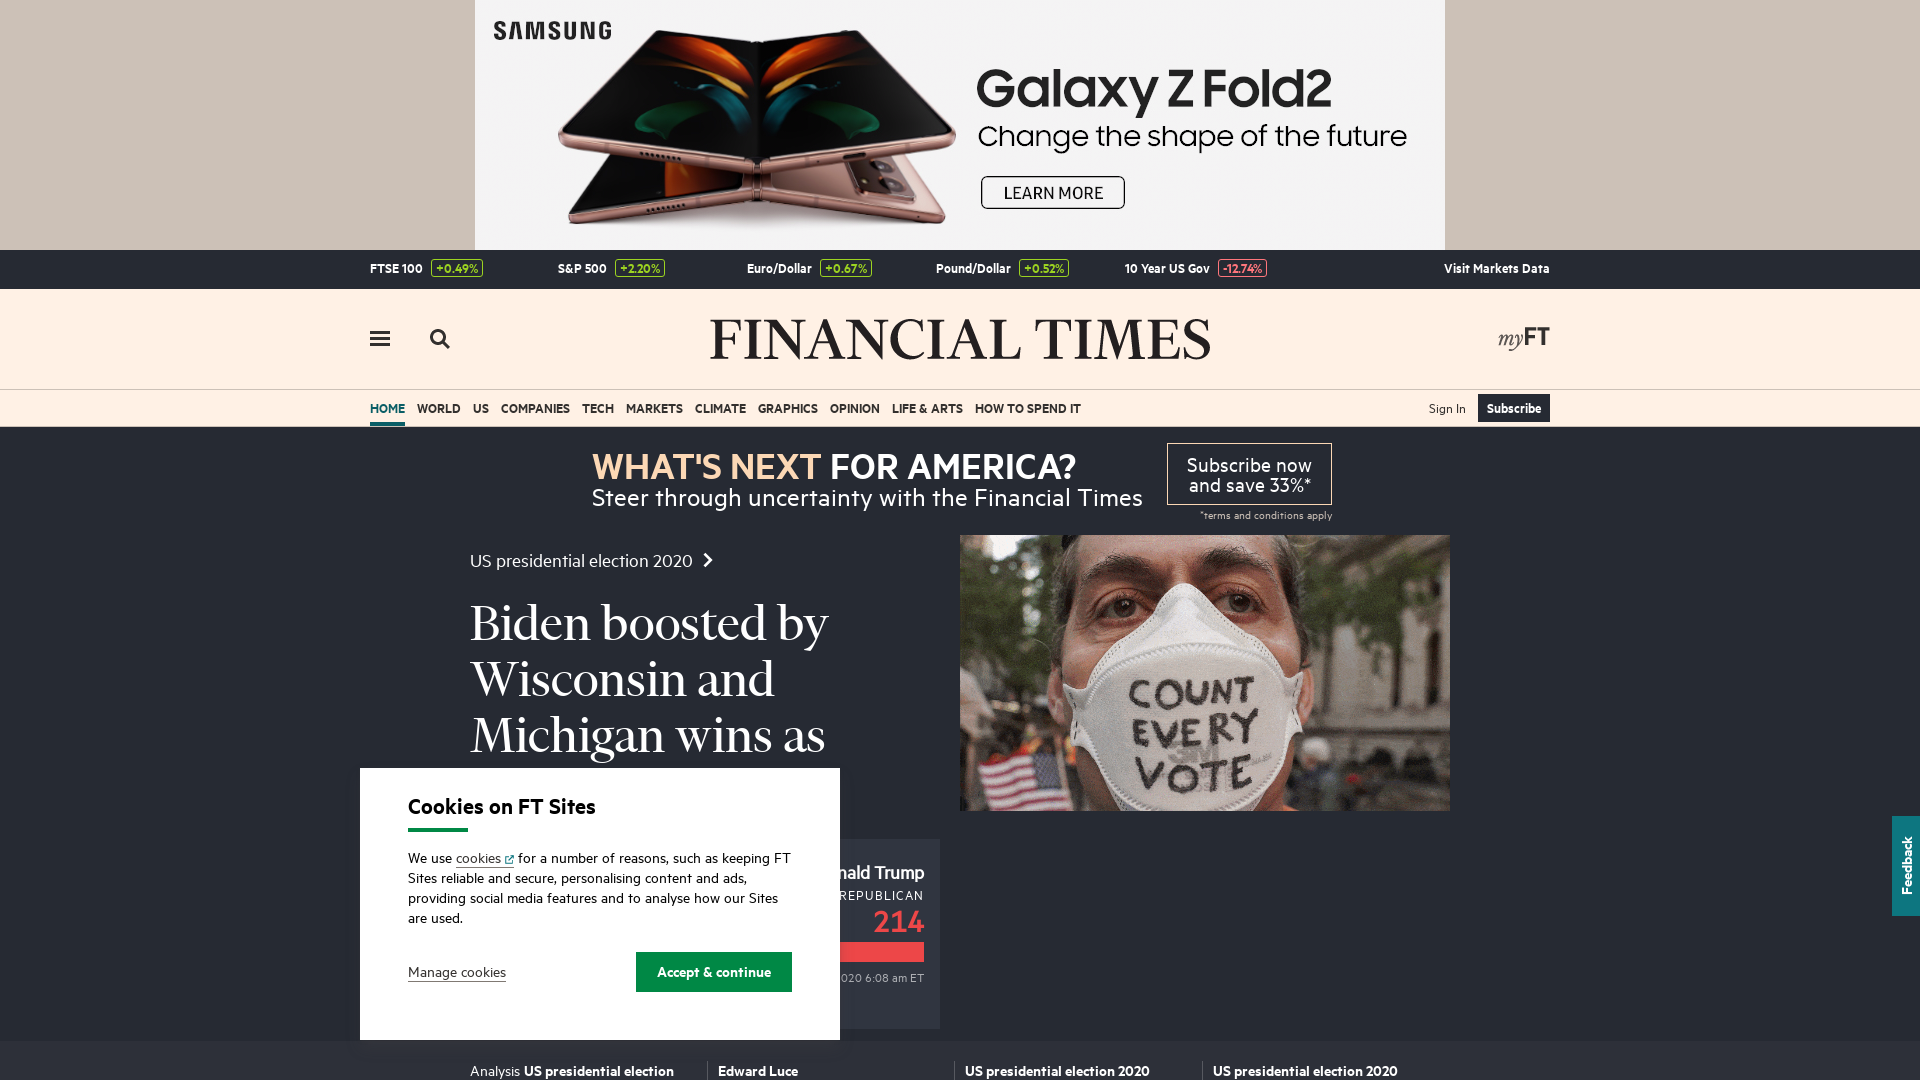 SAMSUNG
Galaxy Z Fold2
Change the shape of the future
LEARN MORE
FTSE 100 +0.49% S&P 500 +2.20% Euro/Dollar +0.67% Pound/Dollar +0.52% 10 Year US Gov -12.74% Visit Markets Data
FINANCIAL TIMES
myFT
HOME WORLD US COMPANIES TECH MARKETS CLIMATE GRAPHICS OPINION LIFE & ARTS HOW TO SPEND IT Sign In Subscribe
WHAT'S NEXT FOR AMERICA?
Steer through uncertainty with the Financial Times
Subscribe now
and save 33%*
*terms and conditions apply
US presidential election 2020
Biden boosted by
Wisconsin and
Michigan wins as
COUNT
EVERY
VOTE
Cookies on FT Sites
We use cookies for a number of reasons, such as keeping FT
Sites reliable and secure, personalising content and ads,
providing social media features and to analyse how our Sites
are used.
Manage cookies
Accept & continue
nald Trump
REPUBLICAN
214
020 6:08 am ET
Feedback
Analysis US presidential election
Edward Luce
US presidential election 2020
US presidential election 2020